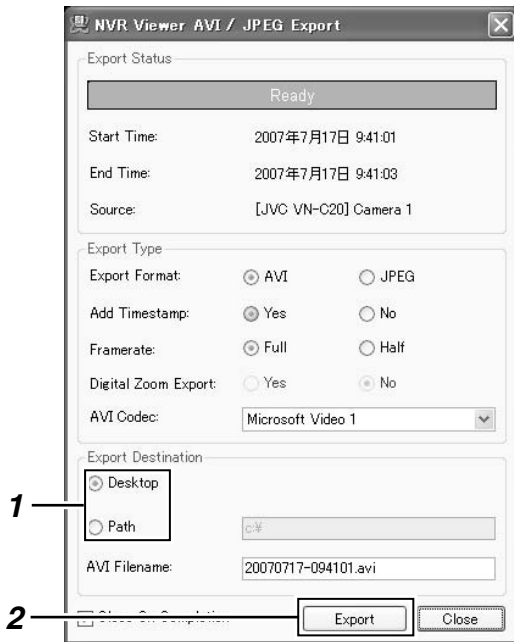 NVR Viewer AVI / JPEG Export
Export Status
Ready
Start Time: 2007年7月17日 9:41:01
End Time: 2007年7月17日 9:41:03
Source: [JVC VN-C20] Camera 1
Export Type
Export Format: AVI JPEG
Add Timestamp: Yes No
Framerate: Full Half
Digital Zoom Export: Yes No
AVI Codec: Microsoft Video 1
Export Destination
1 Desktop
Path c:¥
AVI Filename: 20070717-094101.avi
2 Close On Completion Export Close